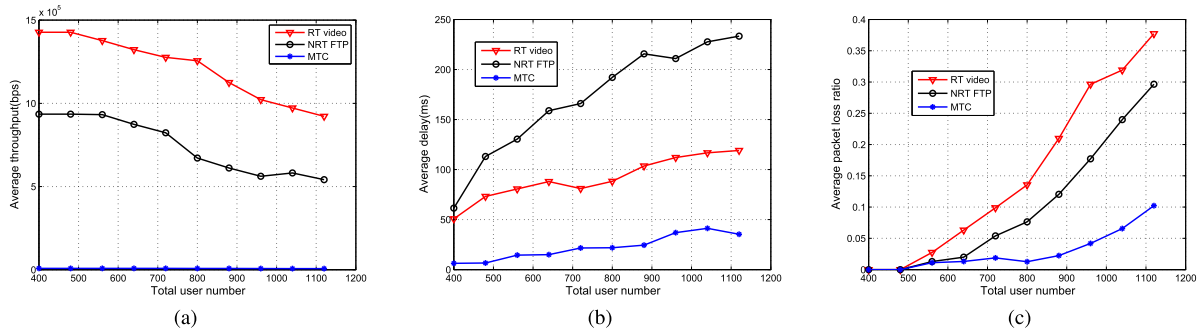 x 10^5
15
10
5
0
400 500 600 700 800 900 1000 1100 1200
Average throughput(bps)
Total user number
RT video
NRT FTP
MTC
(a)
250
200
150
100
50
0
400 500 600 700 800 900 1000 1100 1200
Average delay(ms)
Total user number
RT video
NRT FTP
MTC
(b)
0.4
0.35
0.3
0.25
0.2
0.15
0.1
0.05
0
400 500 600 700 800 900 1000 1100 1200
Average packet loss ratio
Total user number
RT video
NRT FTP
MTC
(c)